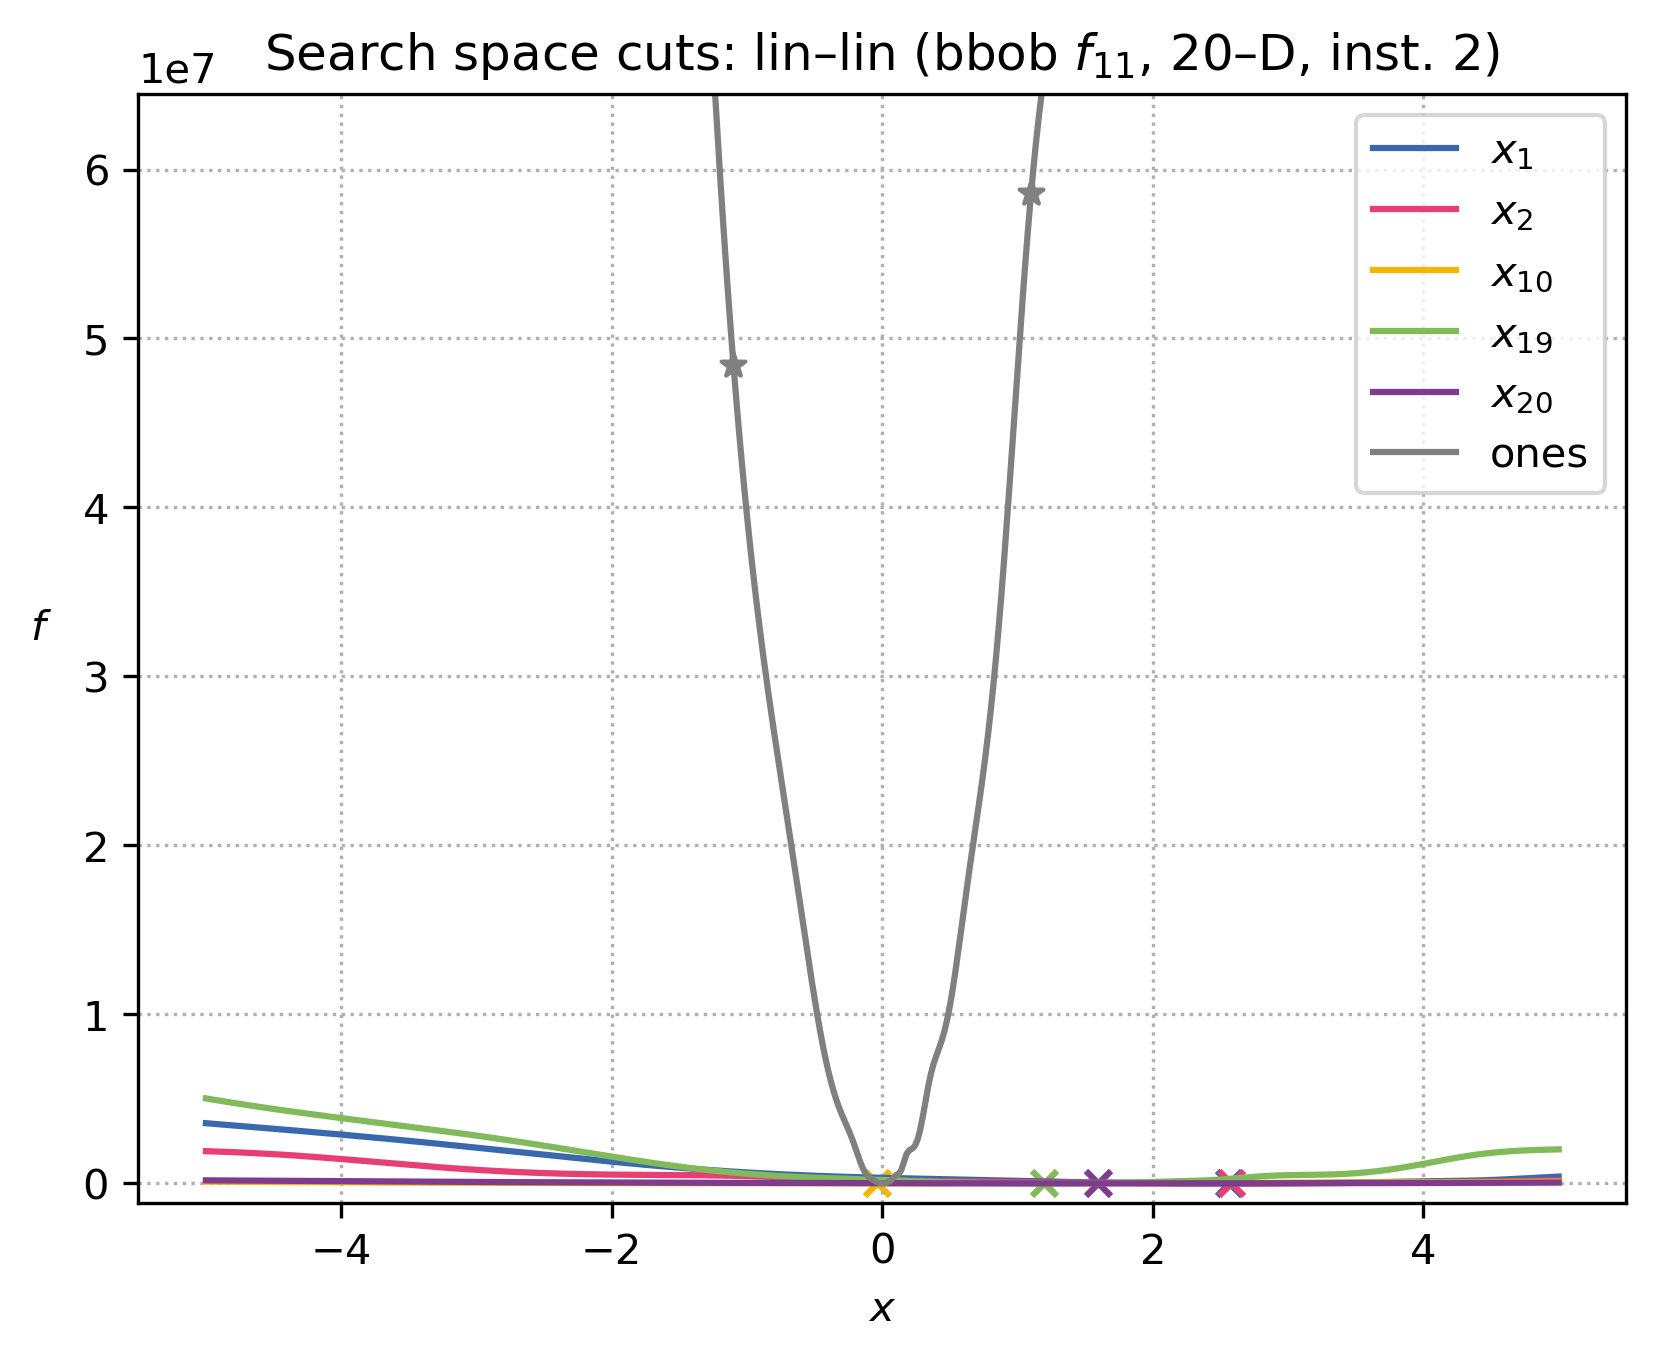 Search space cuts: lin–lin (bbob f₁₁, 20–D, inst. 2)
1e7
6
5
4
3
2
1
0
f
−4
−2
0
2
4
x
x₁
x₂
x₁₀
x₁₉
x₂₀
ones